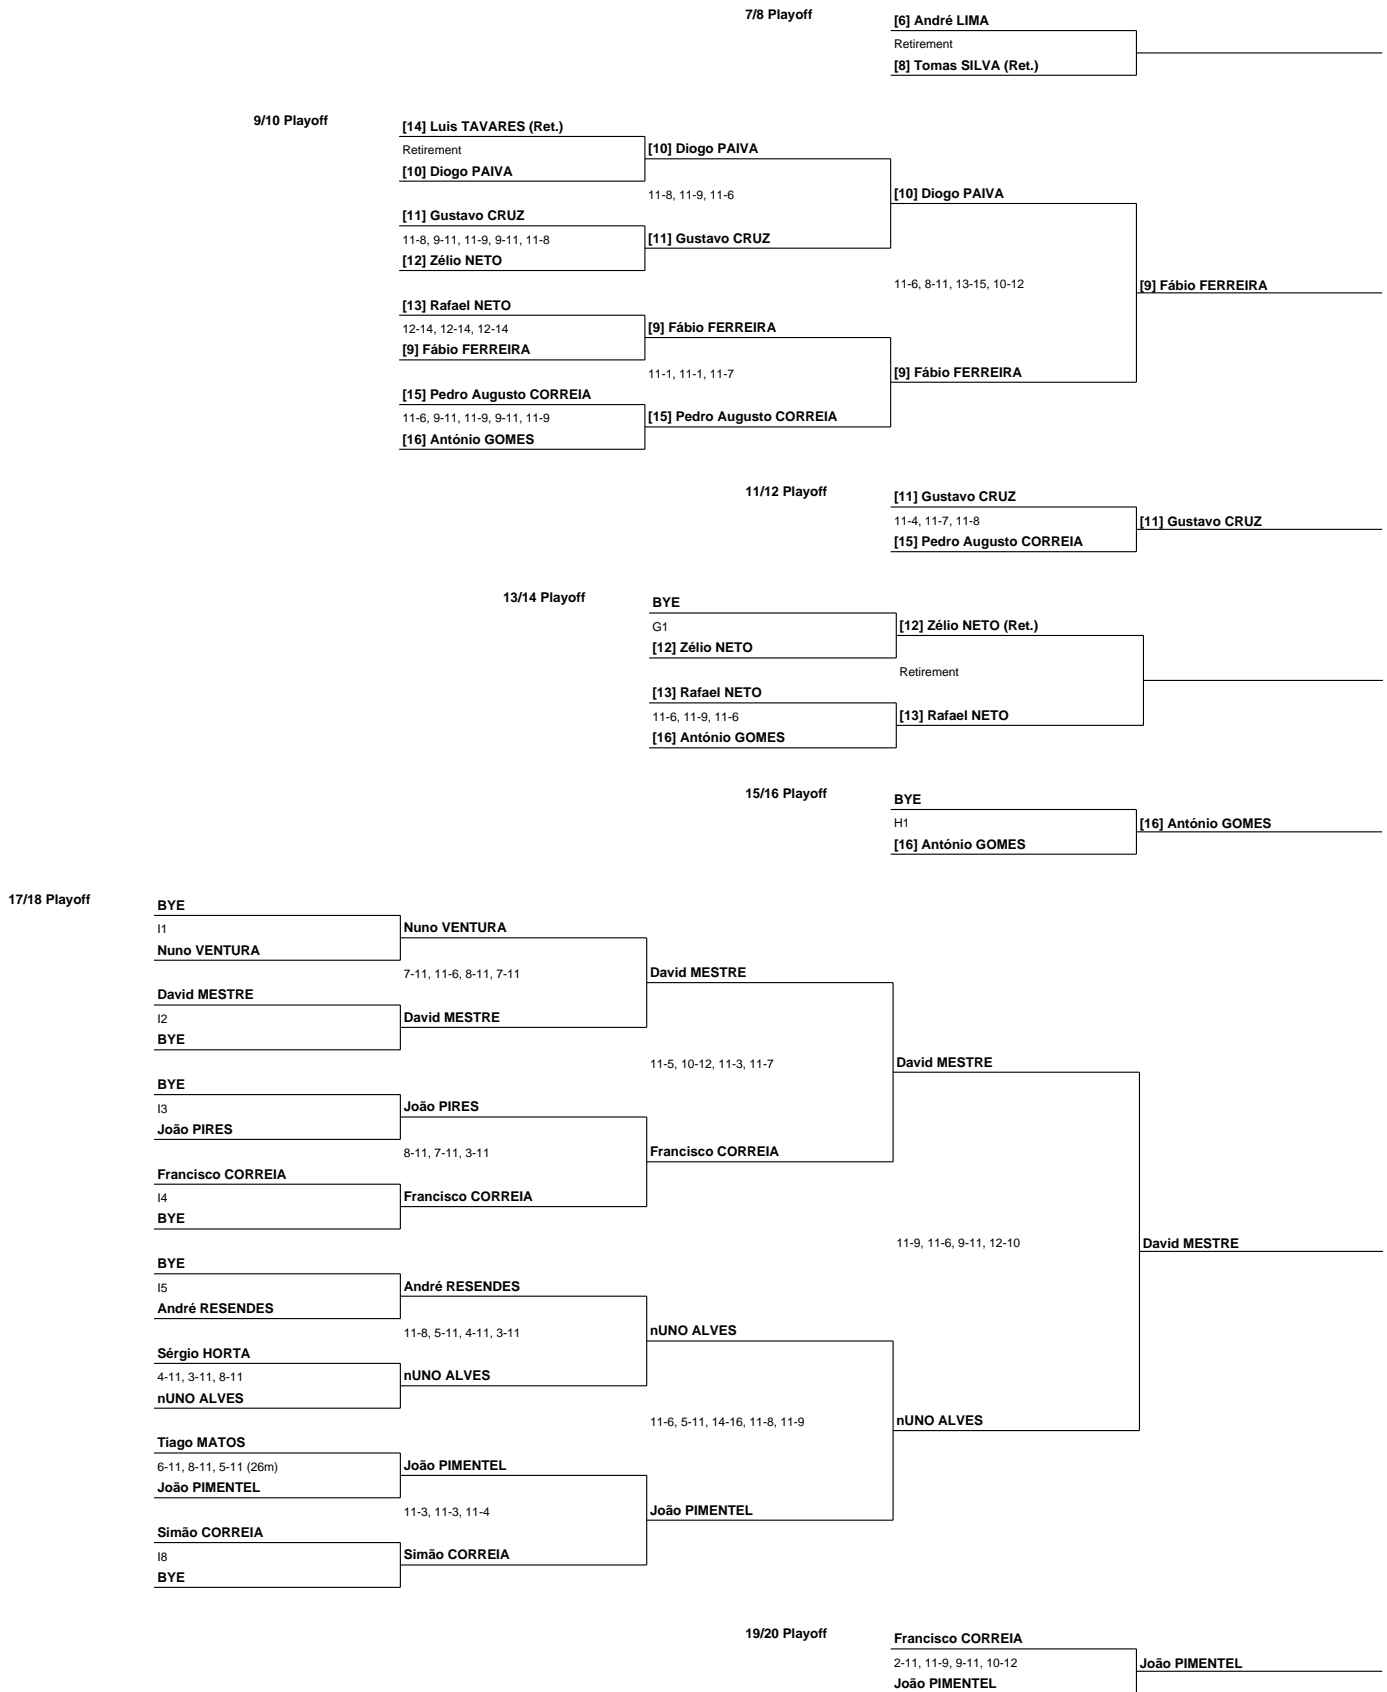 7/8 Playoff
[6] André LIMA
Retirement
[8] Tomas SILVA (Ret.)
9/10 Playoff
[14] Luis TAVARES (Ret.)
Retirement
[10] Diogo PAIVA
[10] Diogo PAIVA
11-8, 11-9, 11-6
[10] Diogo PAIVA
[11] Gustavo CRUZ
11-8, 9-11, 11-9, 9-11, 11-8
[11] Gustavo CRUZ
[12] Zélio NETO
11-6, 8-11, 13-15, 10-12
[9] Fábio FERREIRA
[13] Rafael NETO
12-14, 12-14, 12-14
[9] Fábio FERREIRA
[9] Fábio FERREIRA
11-1, 11-1, 11-7
[9] Fábio FERREIRA
[15] Pedro Augusto CORREIA
11-6, 9-11, 11-9, 9-11, 11-9
[15] Pedro Augusto CORREIA
[16] António GOMES
11/12 Playoff
[11] Gustavo CRUZ
11-4, 11-7, 11-8
[11] Gustavo CRUZ
[15] Pedro Augusto CORREIA
13/14 Playoff
BYE
G1
[12] Zélio NETO (Ret.)
[12] Zélio NETO
Retirement
[13] Rafael NETO
11-6, 11-9, 11-6
[13] Rafael NETO
[16] António GOMES
15/16 Playoff
BYE
H1
[16] António GOMES
[16] António GOMES
17/18 Playoff
BYE
I1
Nuno VENTURA
Nuno VENTURA
7-11, 11-6, 8-11, 7-11
David MESTRE
David MESTRE
I2
David MESTRE
BYE
11-5, 10-12, 11-3, 11-7
David MESTRE
BYE
I3
João PIRES
João PIRES
8-11, 7-11, 3-11
Francisco CORREIA
Francisco CORREIA
I4
Francisco CORREIA
BYE
11-9, 11-6, 9-11, 12-10
David MESTRE
BYE
I5
André RESENDES
André RESENDES
11-8, 5-11, 4-11, 3-11
nUNO ALVES
Sérgio HORTA
4-11, 3-11, 8-11
nUNO ALVES
nUNO ALVES
11-6, 5-11, 14-16, 11-8, 11-9
nUNO ALVES
Tiago MATOS
6-11, 8-11, 5-11 (26m)
João PIMENTEL
João PIMENTEL
11-3, 11-3, 11-4
João PIMENTEL
Simão CORREIA
I8
Simão CORREIA
BYE
19/20 Playoff
Francisco CORREIA
2-11, 11-9, 9-11, 10-12
João PIMENTEL
João PIMENTEL